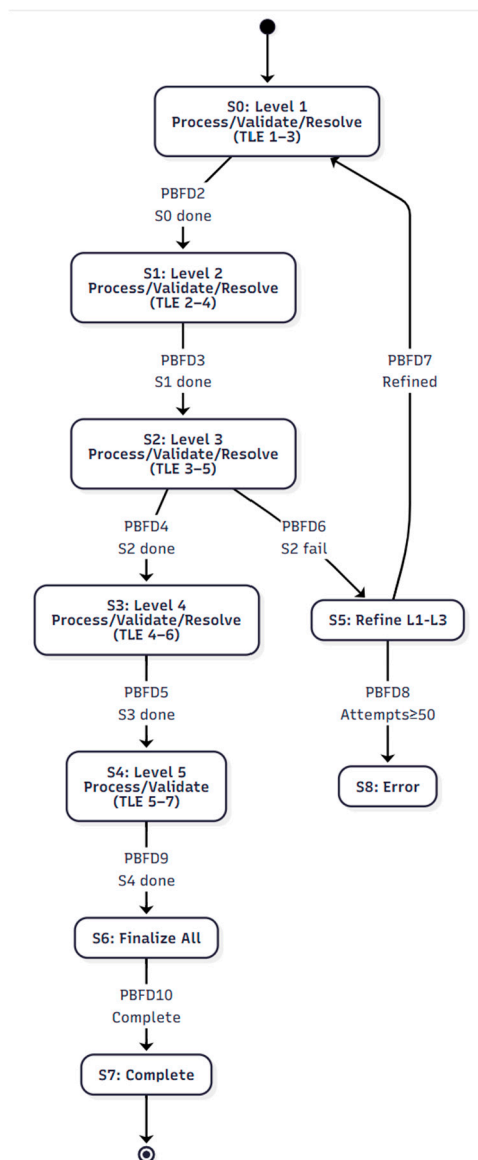 S0: Level 1
Process/Validate/Resolve
(TLE 1–3)
PBFD2
S0 done
S1: Level 2
Process/Validate/Resolve
(TLE 2–4)
PBFD3
S1 done
PBFD7
Refined
S2: Level 3
Process/Validate/Resolve
(TLE 3–5)
PBFD4
S2 done
PBFD6
S2 fail
S3: Level 4
Process/Validate/Resolve
(TLE 4–6)
S5: Refine L1-L3
PBFD5
S3 done
PBFD8
Attempts≥50
S4: Level 5
Process/Validate
(TLE 5–7)
S8: Error
PBFD9
S4 done
S6: Finalize All
PBFD10
Complete
S7: Complete